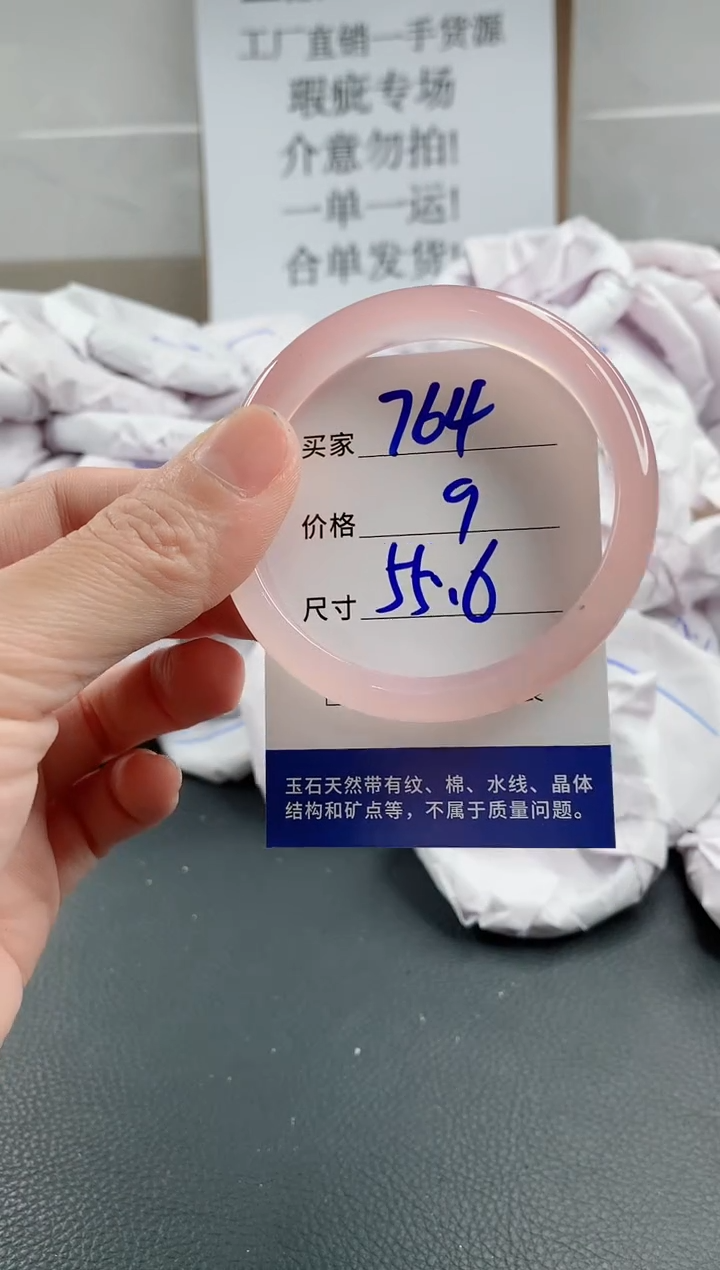 工厂直销一手货源
瑕疵专场
介意勿拍!
一单一运!
合单发货!
买家 764
价格 9
尺寸 55.6
玉石天然带有纹、棉、水线、晶体
结构和矿点等，不属于质量问题。